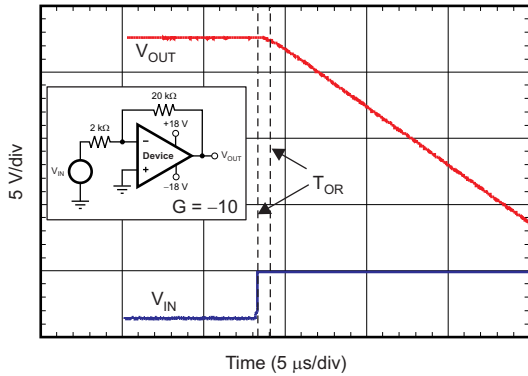 V_OUT
20 kΩ
+18 V
2 kΩ
−
Device
V_OUT
V_IN
+
−18 V
G = −10
T_OR
V_IN
5 V/div
Time (5 µs/div)